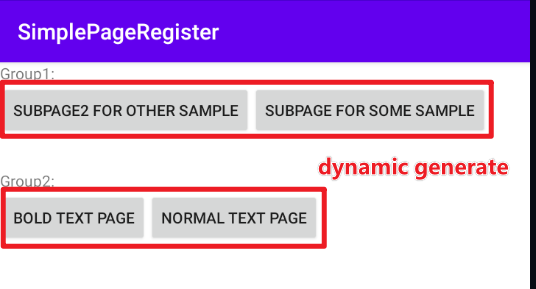 SimplePageRegister
Group1:
SUBPAGE2 FOR OTHER SAMPLE SUBPAGE FOR SOME SAMPLE
dynamic generate
Group2:
BOLD TEXT PAGE NORMAL TEXT PAGE